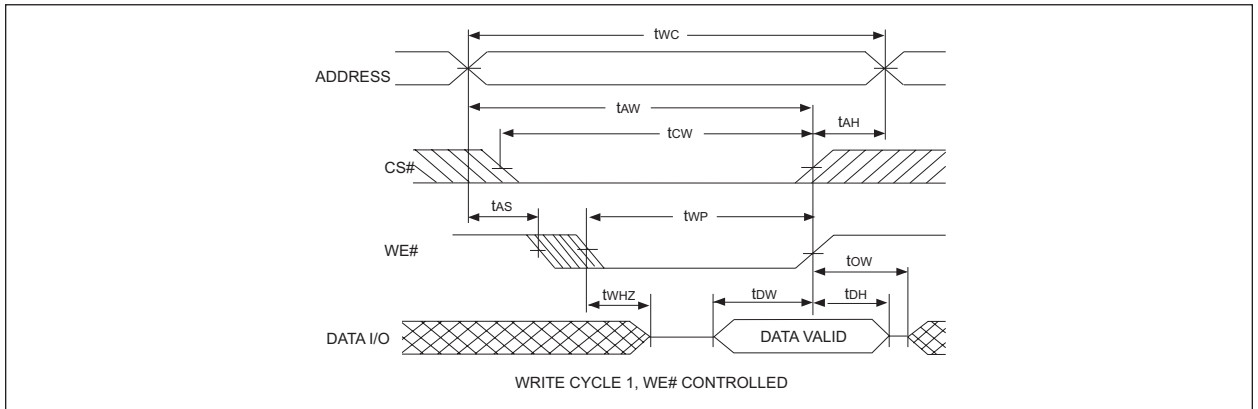 tWC
ADDRESS
tAW
tAH
tCW
CS#
tAS
tWP
WE#
tOW
tWHZ
tDW
tDH
DATA I/O
DATA VALID
WRITE CYCLE 1, WE# CONTROLLED